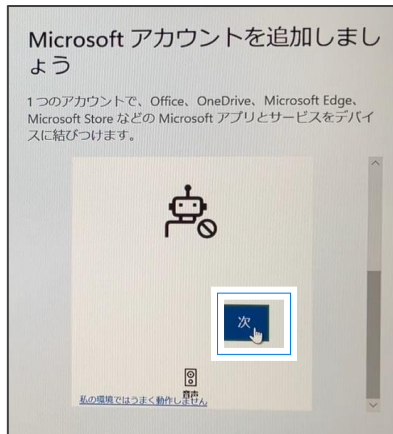 Microsoft アカウントを追加しまし
ょう
1 つのアカウントで、Office、OneDrive、Microsoft Edge、
Microsoft Store などの Microsoft アプリとサービスをデバイ
スに結びつけます。
次
音声
私の環境ではうまく動作しません